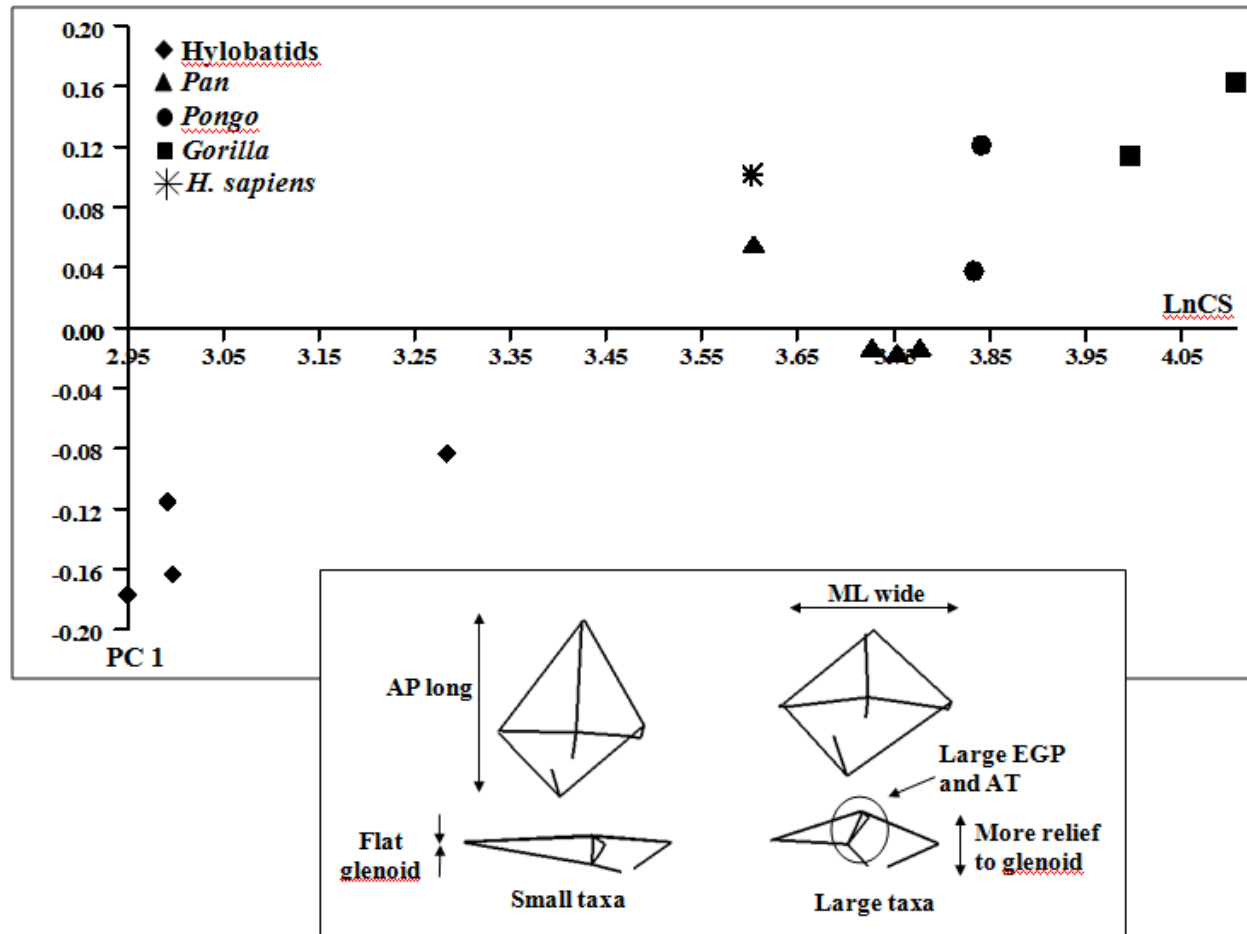 0.20
0.16
0.12
0.08
0.04
0.00
-0.04
-0.08
-0.12
-0.16
-0.20
Hylobatids
Pan
Pongo
Gorilla
H. sapiens
LnCS
2.95 3.05 3.15 3.25 3.35 3.45 3.55 3.65 3.85 3.95 4.05
PC 1
AP long
ML wide
Large EGP
and AT
Flat
glenoid
More relief
to glenoid
Small taxa
Large taxa